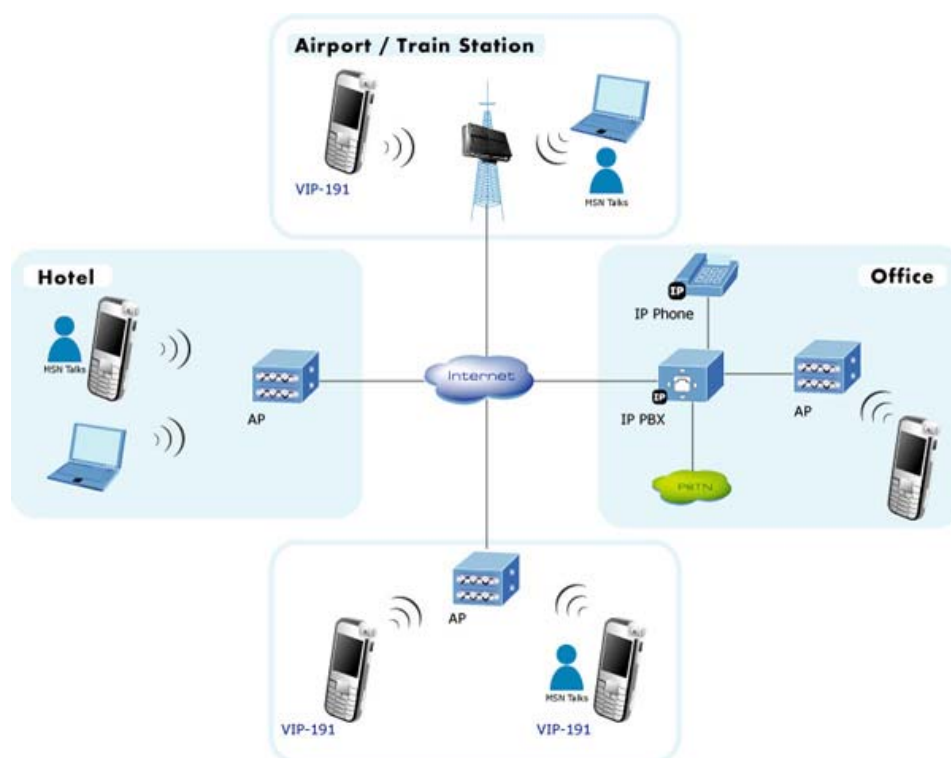 Airport / Train Station
VIP-191
MSN Talks
Hotel
Office
IP
IP Phone
MSN Talks
Internet
IP
AP
IP PBX
AP
PSTN
AP
MSN Talks
VIP-191
VIP-191